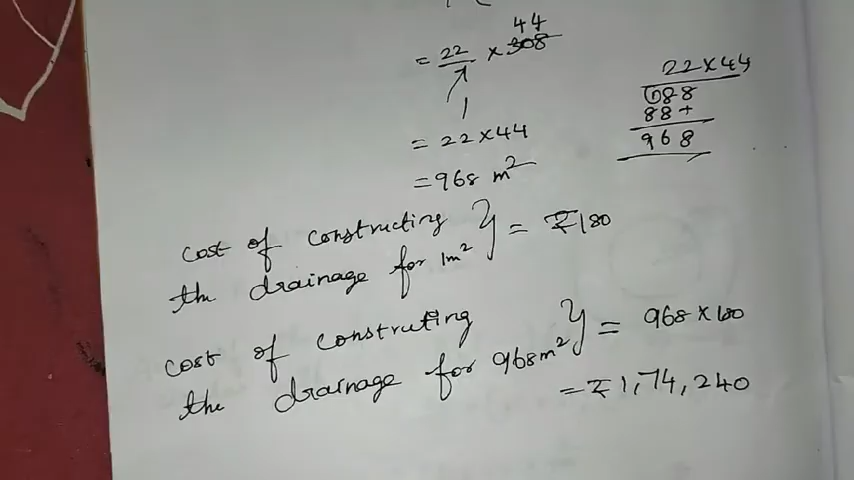 44
= 22/7 × 308
1
= 22×44
= 968 m²
22×44
88
88+
968
cost of constructing } = ₹180
the drainage for 1m²
cost of constructing } = 968×180
the drainage for 968m²
= ₹1,74,240